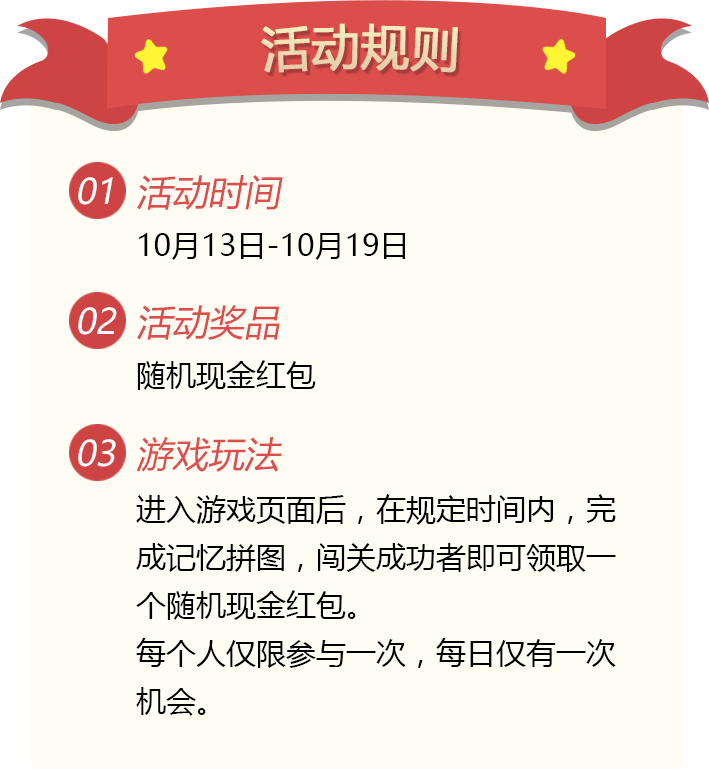 活动规则
01 活动时间
10月13日-10月19日
02 活动奖品
随机现金红包
03 游戏玩法
进入游戏页面后，在规定时间内，完
成记忆拼图，闯关成功者即可领取一
个随机现金红包。
每个人仅限参与一次，每日仅有一次
机会。